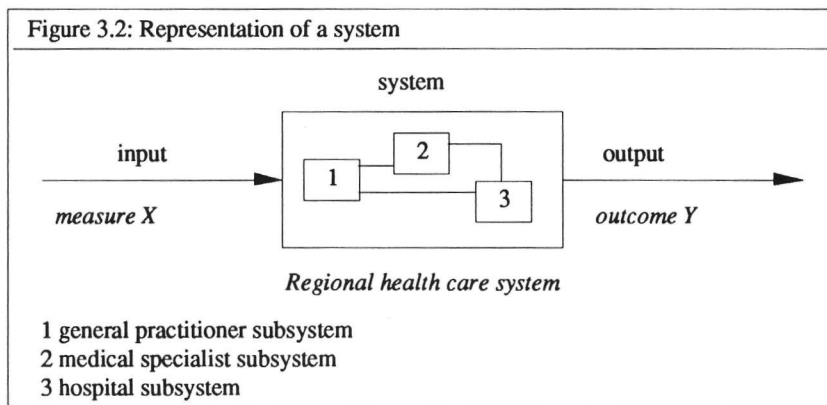 Figure 3.2: Representation of a system
system
input
output
1
2
3
measure X
outcome Y
Regional health care system
1 general practitioner subsystem
2 medical specialist subsystem
3 hospital subsystem